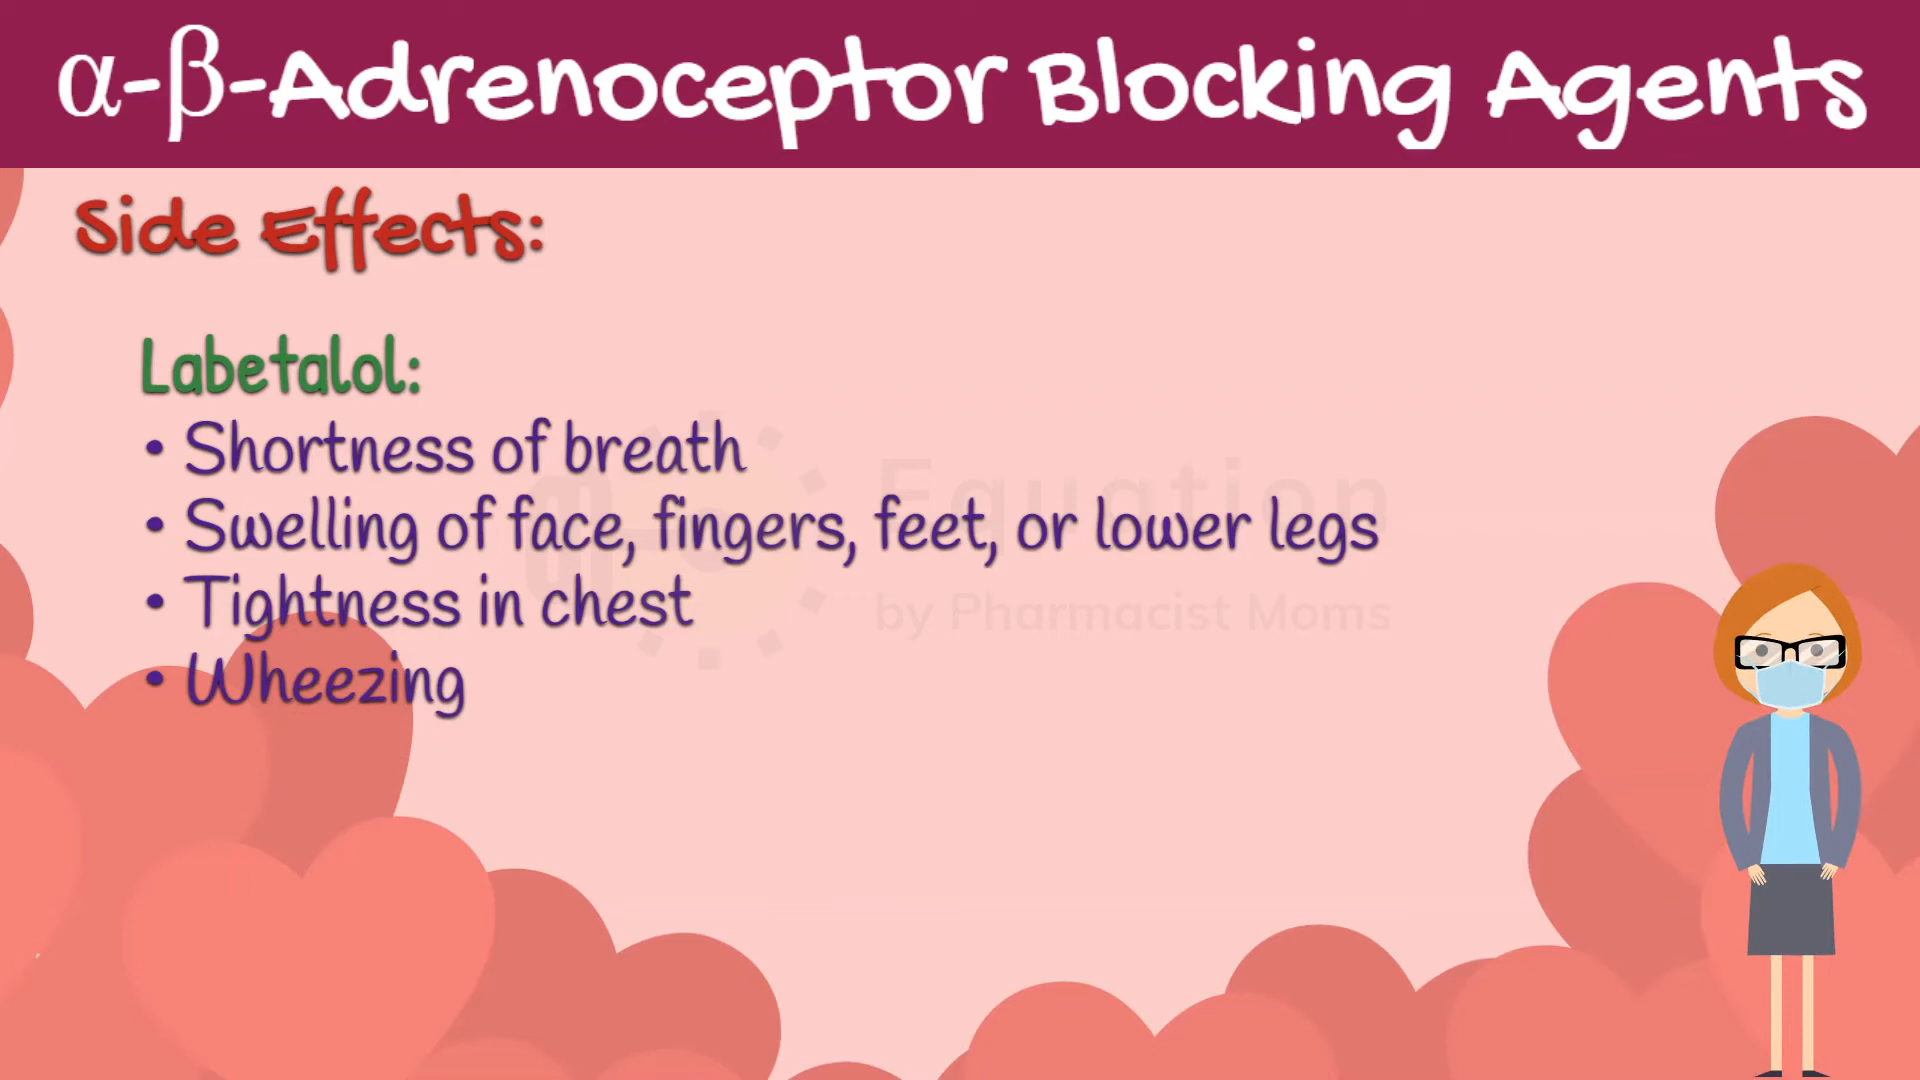 α-β-Adrenoceptor Blocking Agents
Side Effects:
Labetalol:
• Shortness of breath
• Swelling of face, fingers, feet, or lower legs
• Tightness in chest
• Wheezing
Equation
by Pharmacist Moms